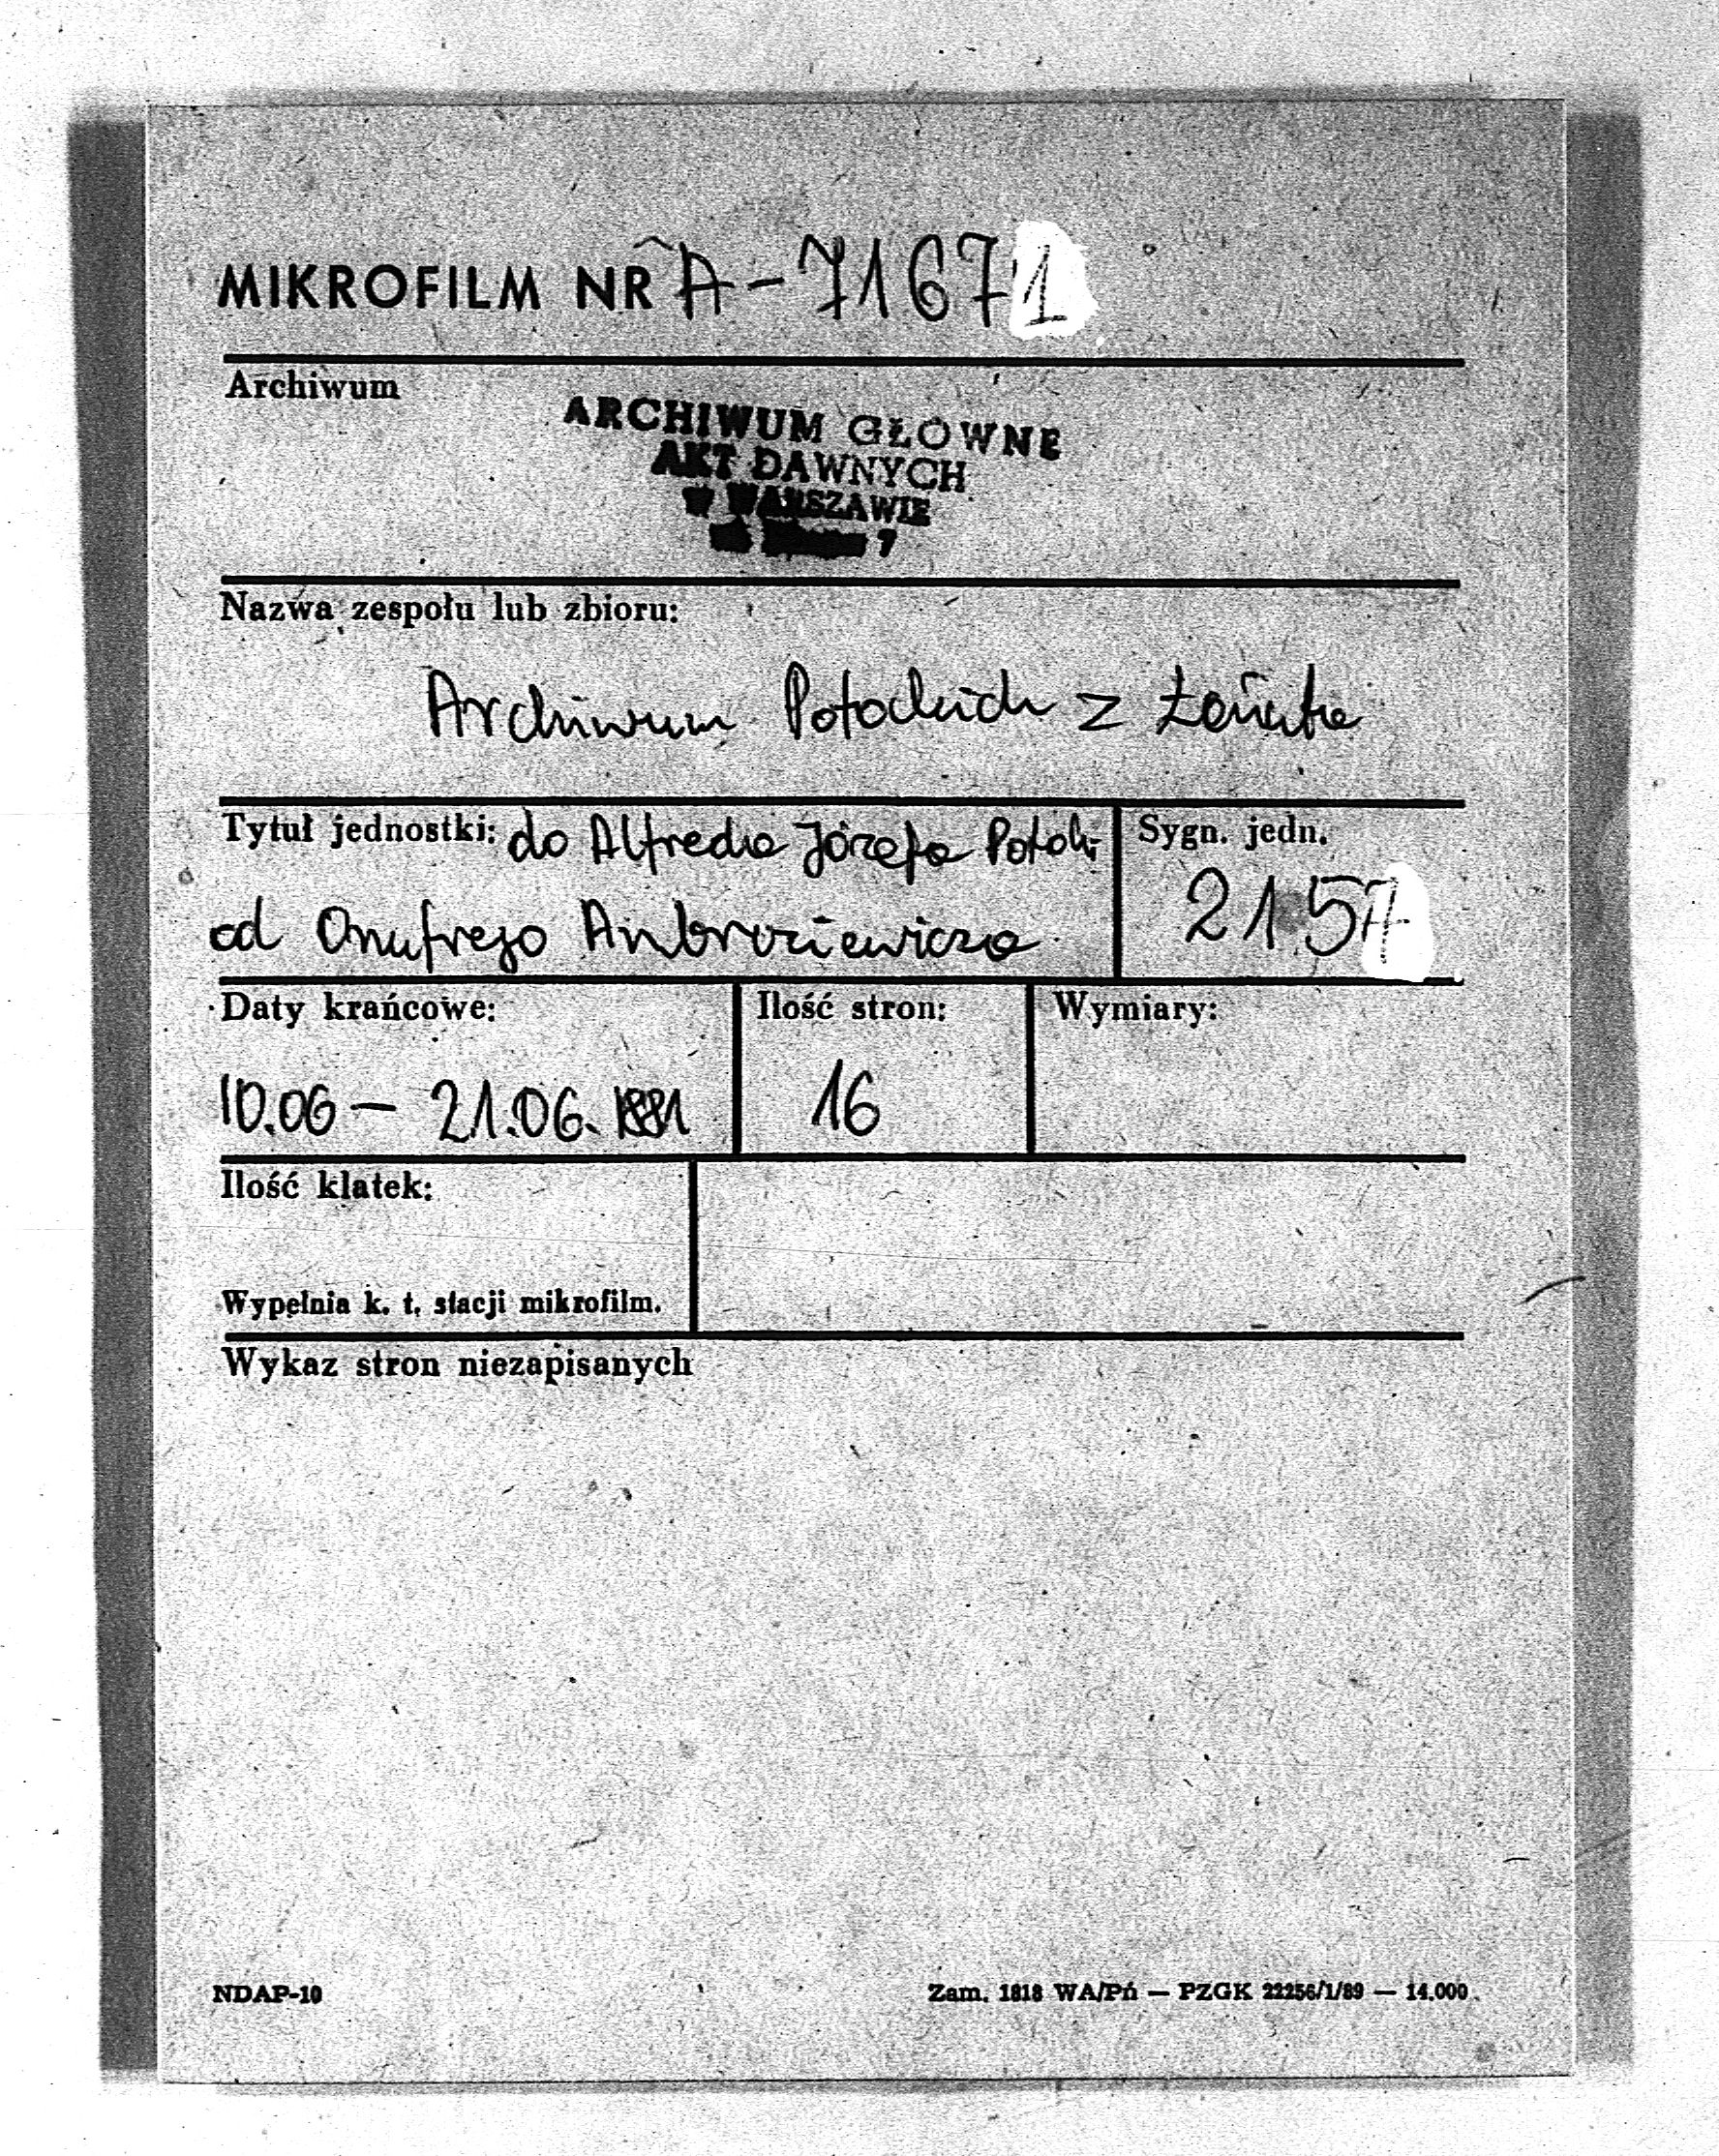 MIKROFILM NR A-71671
Archiwum
ARCHIWUM GŁÓWNE
AKT DAWNYCH
W WARSZAWIE
7
Nazwa zespołu lub zbioru:
Archiwum Potockich z Łańcuta
Tytuł jednostki: do Alfreda Józefa Potoc.
Sygn. jedn.
2157
od Onufrego Ambroziewicza
Daty krańcowe:
Ilość stron:
Wymiary:
10.06 — 21.06. 1881
16
Ilość klatek:
Wypełnia k. t. stacji mikrofilm.
Wykaz stron niezapisanych
NDAP-10
Zam. 1818 WA/Pń — PZGK 22256/1/89 — 14.000